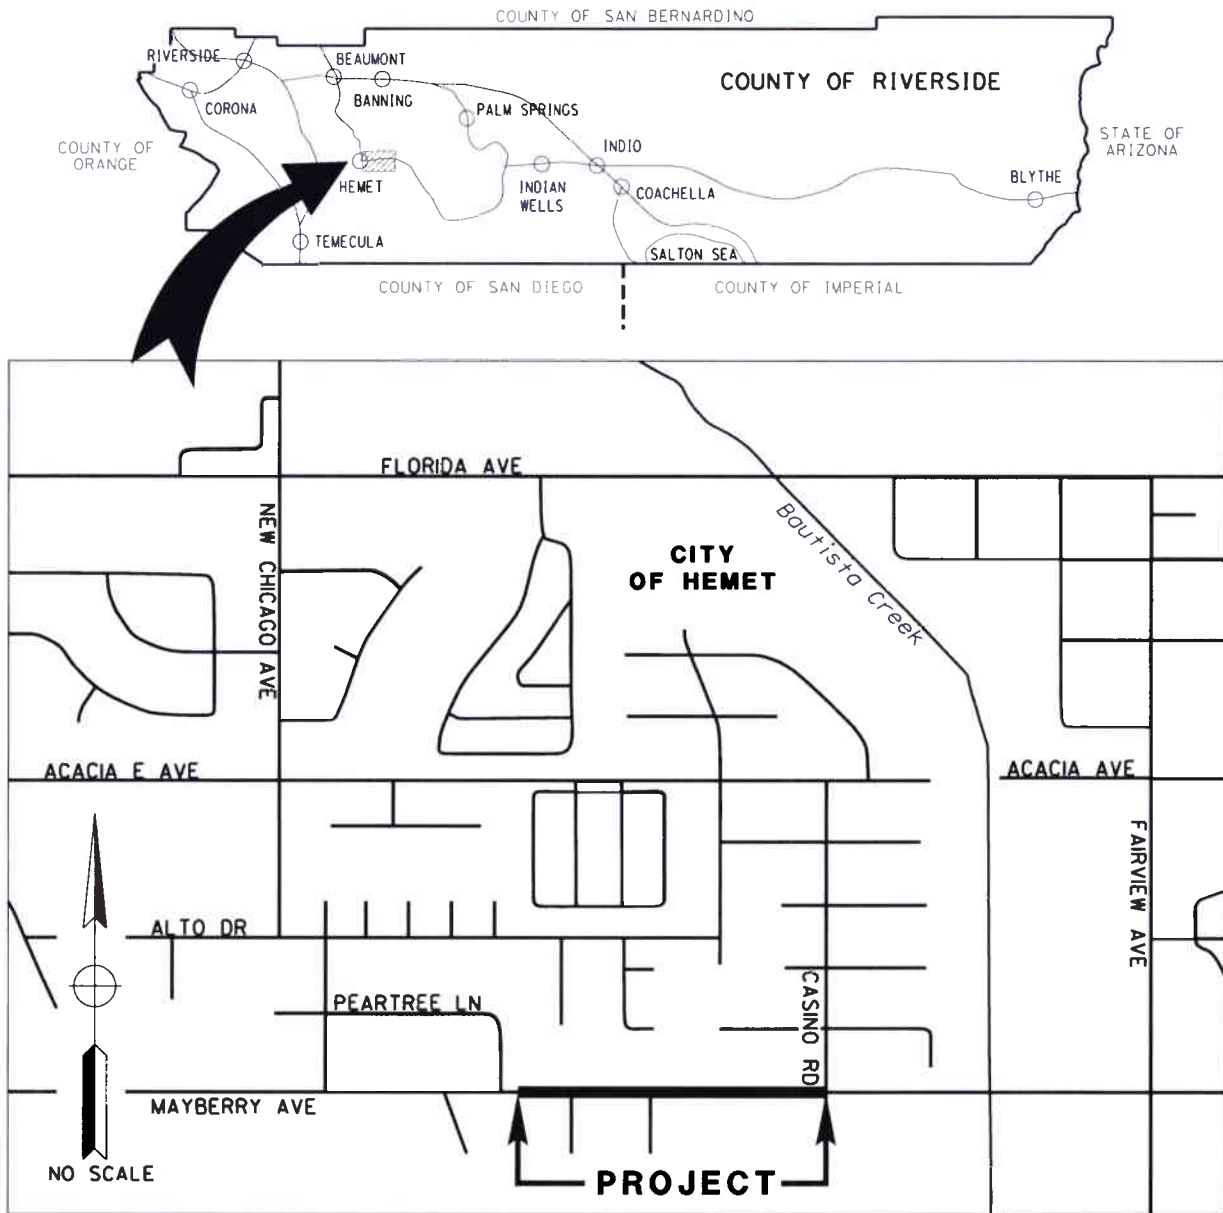 COUNTY OF SAN BERNARDINO
RIVERSIDE
BEAUMONT
COUNTY OF RIVERSIDE
BANNING
CORONA
PALM SPRINGS
COUNTY OF
ORANGE
STATE OF
ARIZONA
INDIO
HEMET
INDIAN
WELLS
COACHELLA
BLYTHE
TEMECULA
SALTON SEA
COUNTY OF SAN DIEGO
COUNTY OF IMPERIAL
FLORIDA AVE
NEW CHICAGO AVE
CITY
OF HEMET
Bautista Creek
ACACIA E AVE
ACACIA AVE
FAIRVIEW AVE
ALTO DR
CASINO RD
PEARTREE LN
MAYBERRY AVE
NO SCALE
PROJECT